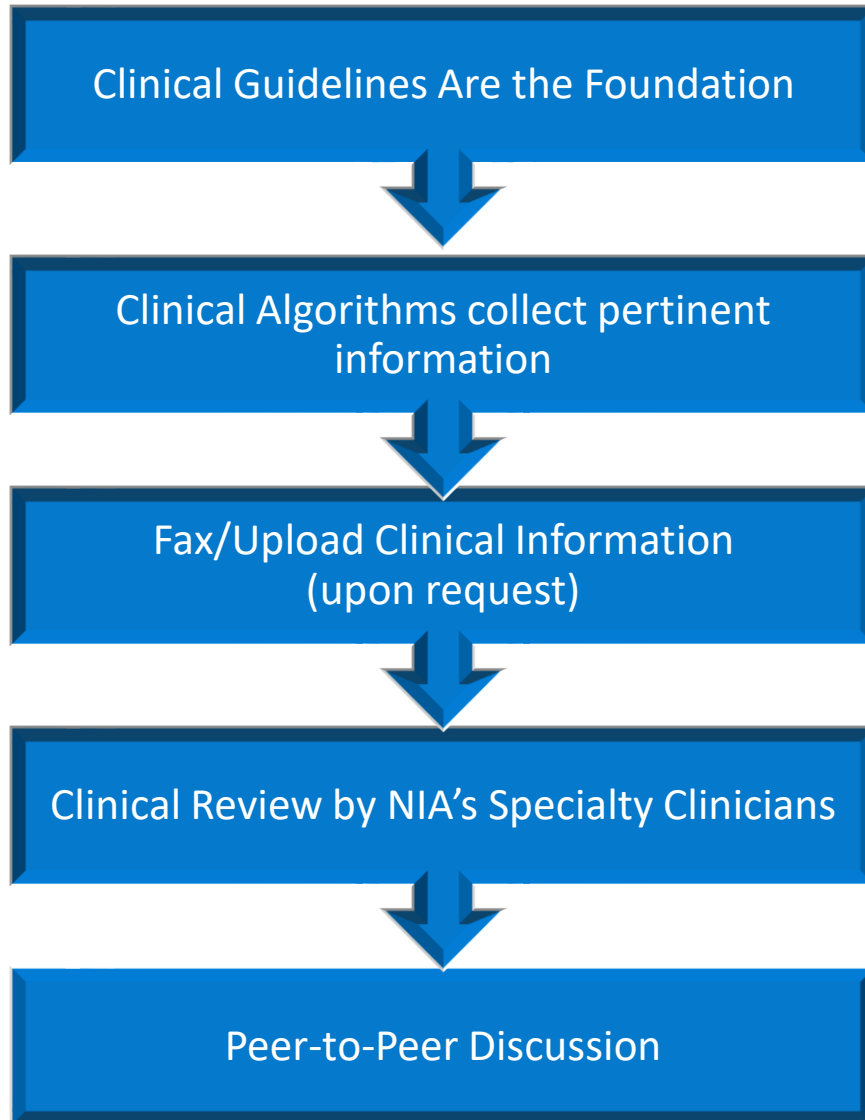 Clinical Guidelines Are the Foundation
Clinical Algorithms collect pertinent
information
Fax/Upload Clinical Information
(upon request)
Clinical Review by NIA’s Specialty Clinicians
Peer-to-Peer Discussion